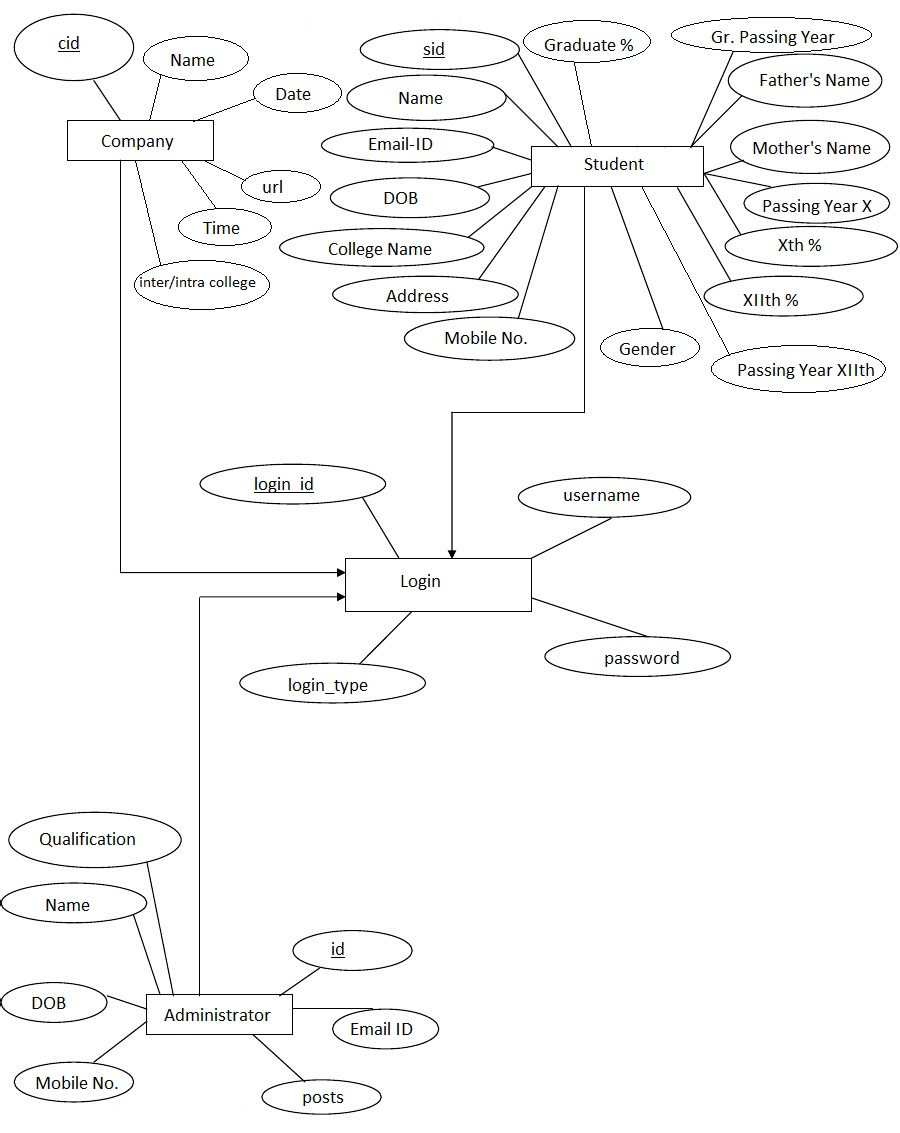 cid
Name
Date
Company
url
Time
inter/intra college
sid
Graduate %
Gr. Passing Year
Name
Father's Name
Email-ID
Mother's Name
Student
DOB
Passing Year X
College Name
Xth %
Address
XIIth %
Mobile No.
Gender
Passing Year XIIth
login_id
username
Login
password
login_type
Qualification
Name
id
DOB
Administrator
Email ID
Mobile No.
posts